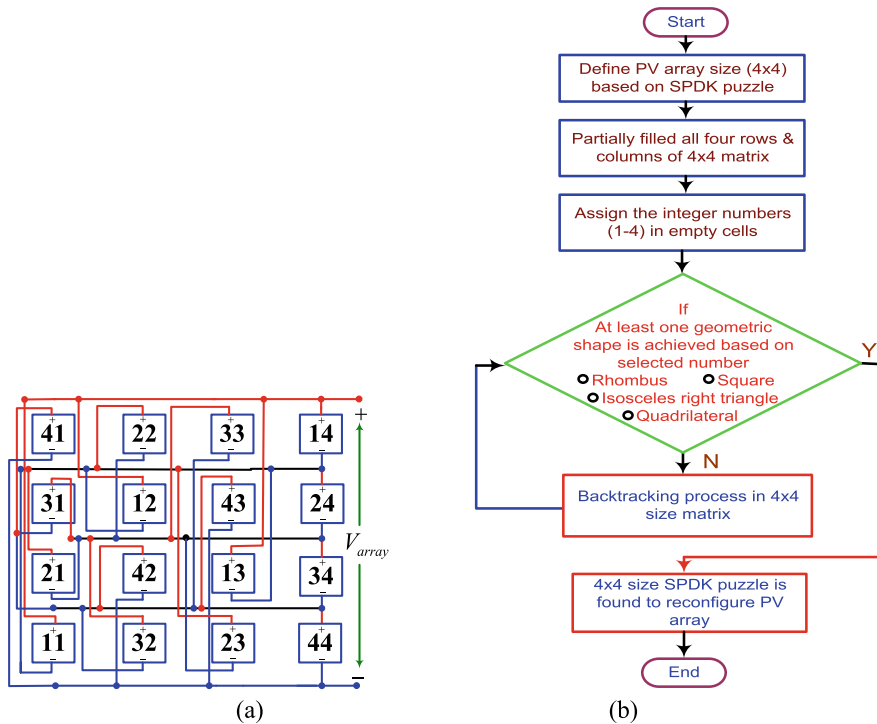 41 22 33 14
+
31 12 43 24
V array
21 42 13 34
11 32 23 44
−
(a)
Start
Define PV array size (4x4)
based on SPDK puzzle
Partially filled all four rows &
columns of 4x4 matrix
Assign the integer numbers
(1-4) in empty cells
If
At least one geometric
shape is achieved based on
selected number
Rhombus Square
Isosceles right triangle
Quadrilateral
Y
N
Backtracking process in 4x4
size matrix
4x4 size SPDK puzzle is
found to reconfigure PV
array
End
(b)